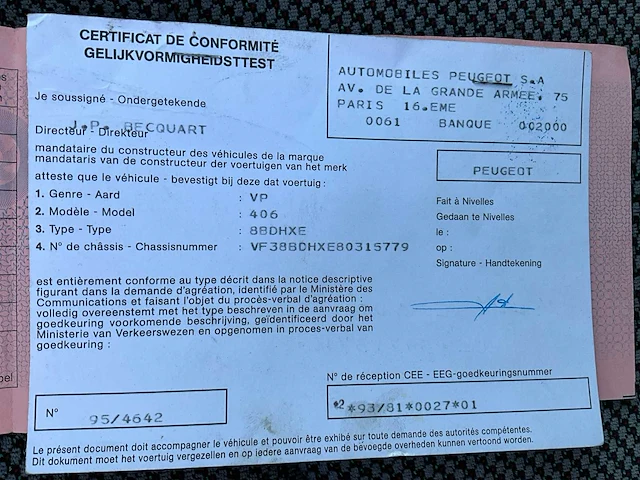 CERTIFICAT DE CONFORMITÉ
GELIJKVORMIGHEIDSTTEST
AUTOMOBILES PEUGEOT S.A
AV. DE LA GRANDE ARMEE, 75
PARIS 16.EME
0061 BANQUE 002000
Je soussigné - Ondergetekende
J.P. BECQUART
Directeur - Direkteur
mandataire du constructeur des véhicules de la marque
mandataris van de constructeur der voertuigen van het merk
PEUGEOT
atteste que le véhicule - bevestigt bij deze dat voertuig :
1. Genre - Aard : VP
2. Modèle - Model : 406
3. Type - Type : 8BDHXE
4. N° de châssis - Chassisnummer : VF38BDHXE80315779
Fait à Nivelles
Gedaan te Nivelles
le :
op :
Signature - Handtekening
est entièrement conforme au type décrit dans la notice descriptive
figurant dans la demande d'agréation, identifié par le Ministère des
Communications et faisant l'objet du procès-verbal d'agréation :
volledig overeenstemt met het type beschreven in de aanvraag om
goedkeuring voorkomende beschrijving, geïdentificeerd door het
Ministerie van Verkeerswezen en opgenomen in proces-verbal van
goedkeuring :
N° de réception CEE - EEG-goedkeuringsnummer
*2*93/81*0027*01
N° 95/4642
Le présent document doit accompagner le véhicule et pouvoir être exhibé sur toute demande des autorités compétentes.
Dit dokument moet het voertuig vergezellen en op iedere aanvraag van de bevoegde overheden kunnen vertoond worden.